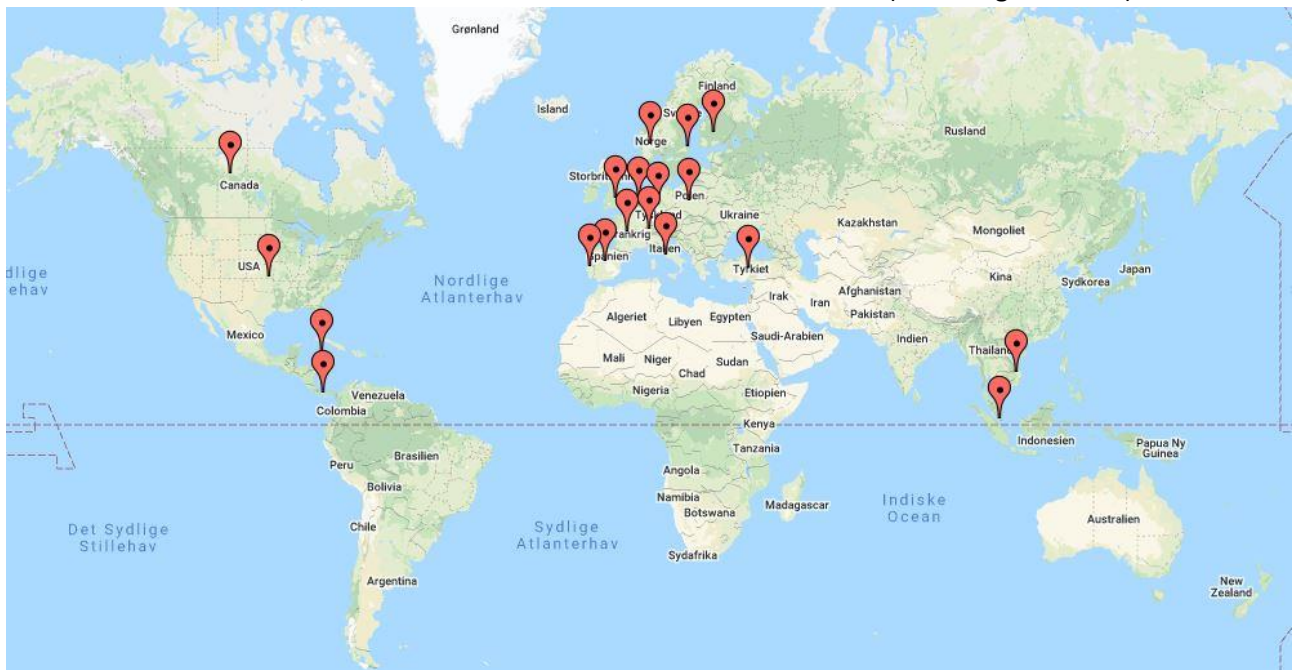 Grønland
Island
Finland
Rusland
Norge
Storbrit
Canada
Polen
Ukraine
Kazakhstan
Mongoliet
Italien
USA
Tyrkiet
Kina
Japan
Sydkorea
dlige
ehav
Nordlige
Atlanterhav
Afghanistan
Irak
Iran
Pakistan
Algeriet
Libyen
Egypten
Saudi-Arabien
Indien
Mexico
Mali
Niger
Sudan
Chad
Thailand
Nigeria
Etiopien
Venezuela
Colombia
Kenya
Indonesien
Papua Ny
Guinea
Tanzania
Brasilien
Peru
Angola
Bolivia
Namibia
Botswana
Madagascar
Indiske
Ocean
Det Sydlige
Stillehav
Chile
Sydlige
Atlanterhav
Australien
Sydafrika
Argentina
New
Zealand